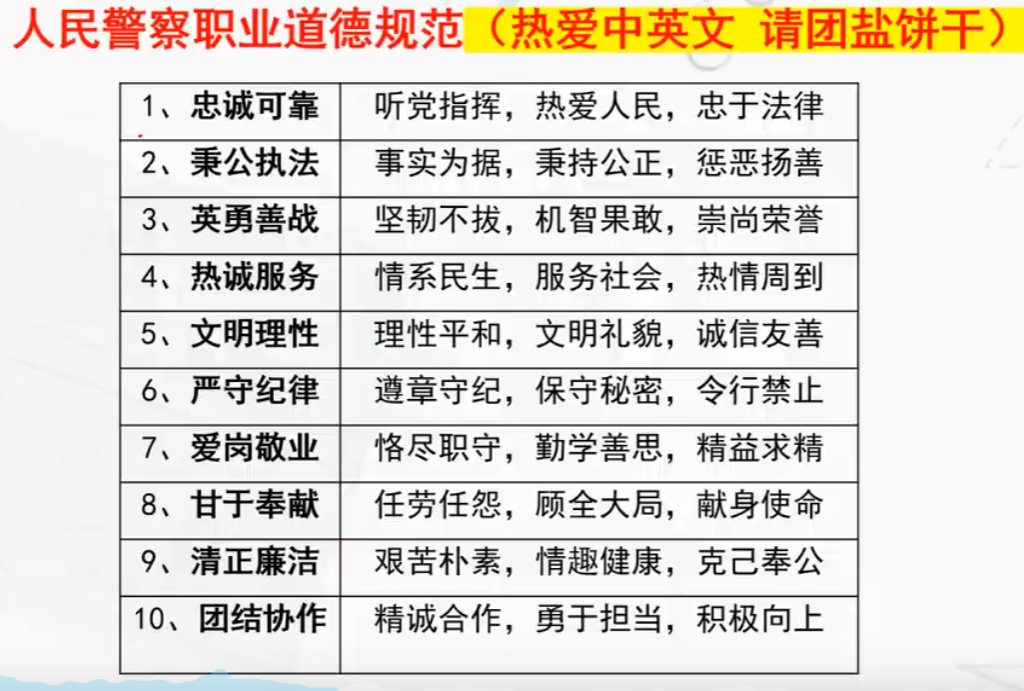 人民警察职业道德规范（热爱中英文 请团盐饼干）
1、忠诚可靠 听党指挥，热爱人民，忠于法律
2、秉公执法 事实为据，秉持公正，惩恶扬善
3、英勇善战 坚韧不拔，机智果敢，崇尚荣誉
4、热诚服务 情系民生，服务社会，热情周到
5、文明理性 理性平和，文明礼貌，诚信友善
6、严守纪律 遵章守纪，保守秘密，令行禁止
7、爱岗敬业 恪尽职守，勤学善思，精益求精
8、甘于奉献 任劳任怨，顾全大局，献身使命
9、清正廉洁 艰苦朴素，情趣健康，克己奉公
10、团结协作 精诚合作，勇于担当，积极向上